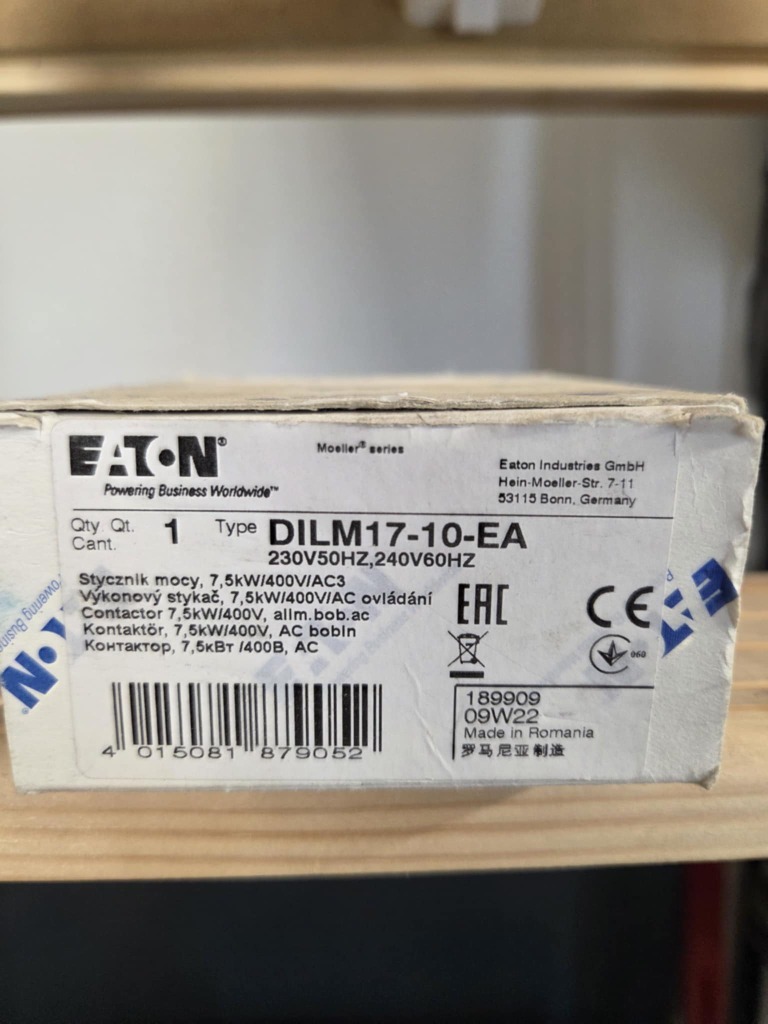 EATON®
Powering Business Worldwide™
Moeller® series
Eaton Industries GmbH
Hein-Moeller-Str. 7-11
53115 Bonn, Germany
Qty Qt. Cant. 1 Type DILM17-10-EA
230V50HZ,240V60HZ
Stycznik mocy, 7,5kW/400V/AC3
Výkonový stykač, 7,5kW/400V/AC ovládání
Contactor 7,5kW/400V, alim.bob.ac
Kontaktör, 7,5kW/400V, AC bobin
Контактор, 7,5кВт /400В, AC
EAC
CE
060
4 015081 879052
189909
09W22
Made in Romania
罗马尼亚制造